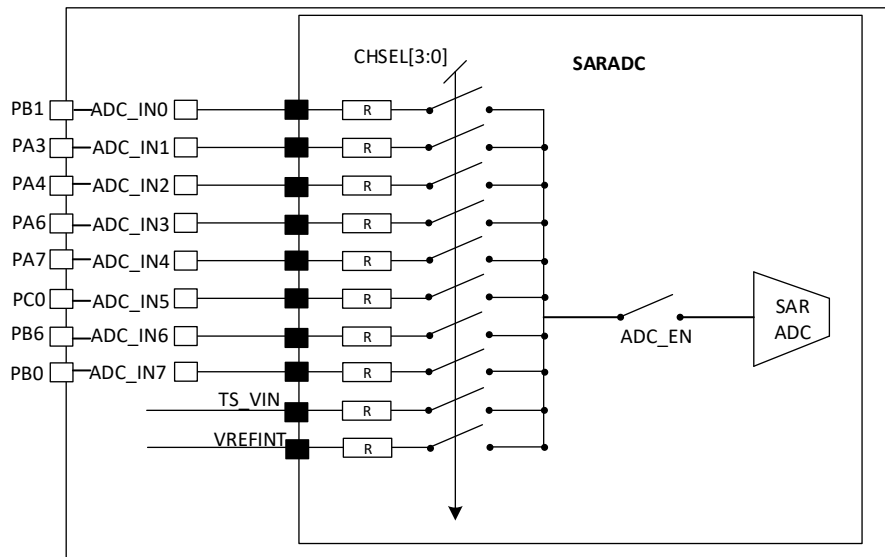 CHSEL[3:0]
SARADC
PB1 ADC_IN0 R
PA3 ADC_IN1 R
PA4 ADC_IN2 R
PA6 ADC_IN3 R
PA7 ADC_IN4 R
PC0 ADC_IN5 R
PB6 ADC_IN6 R
PB0 ADC_IN7 R
TS_VIN R
VREFINT R
ADC_EN
SAR
ADC